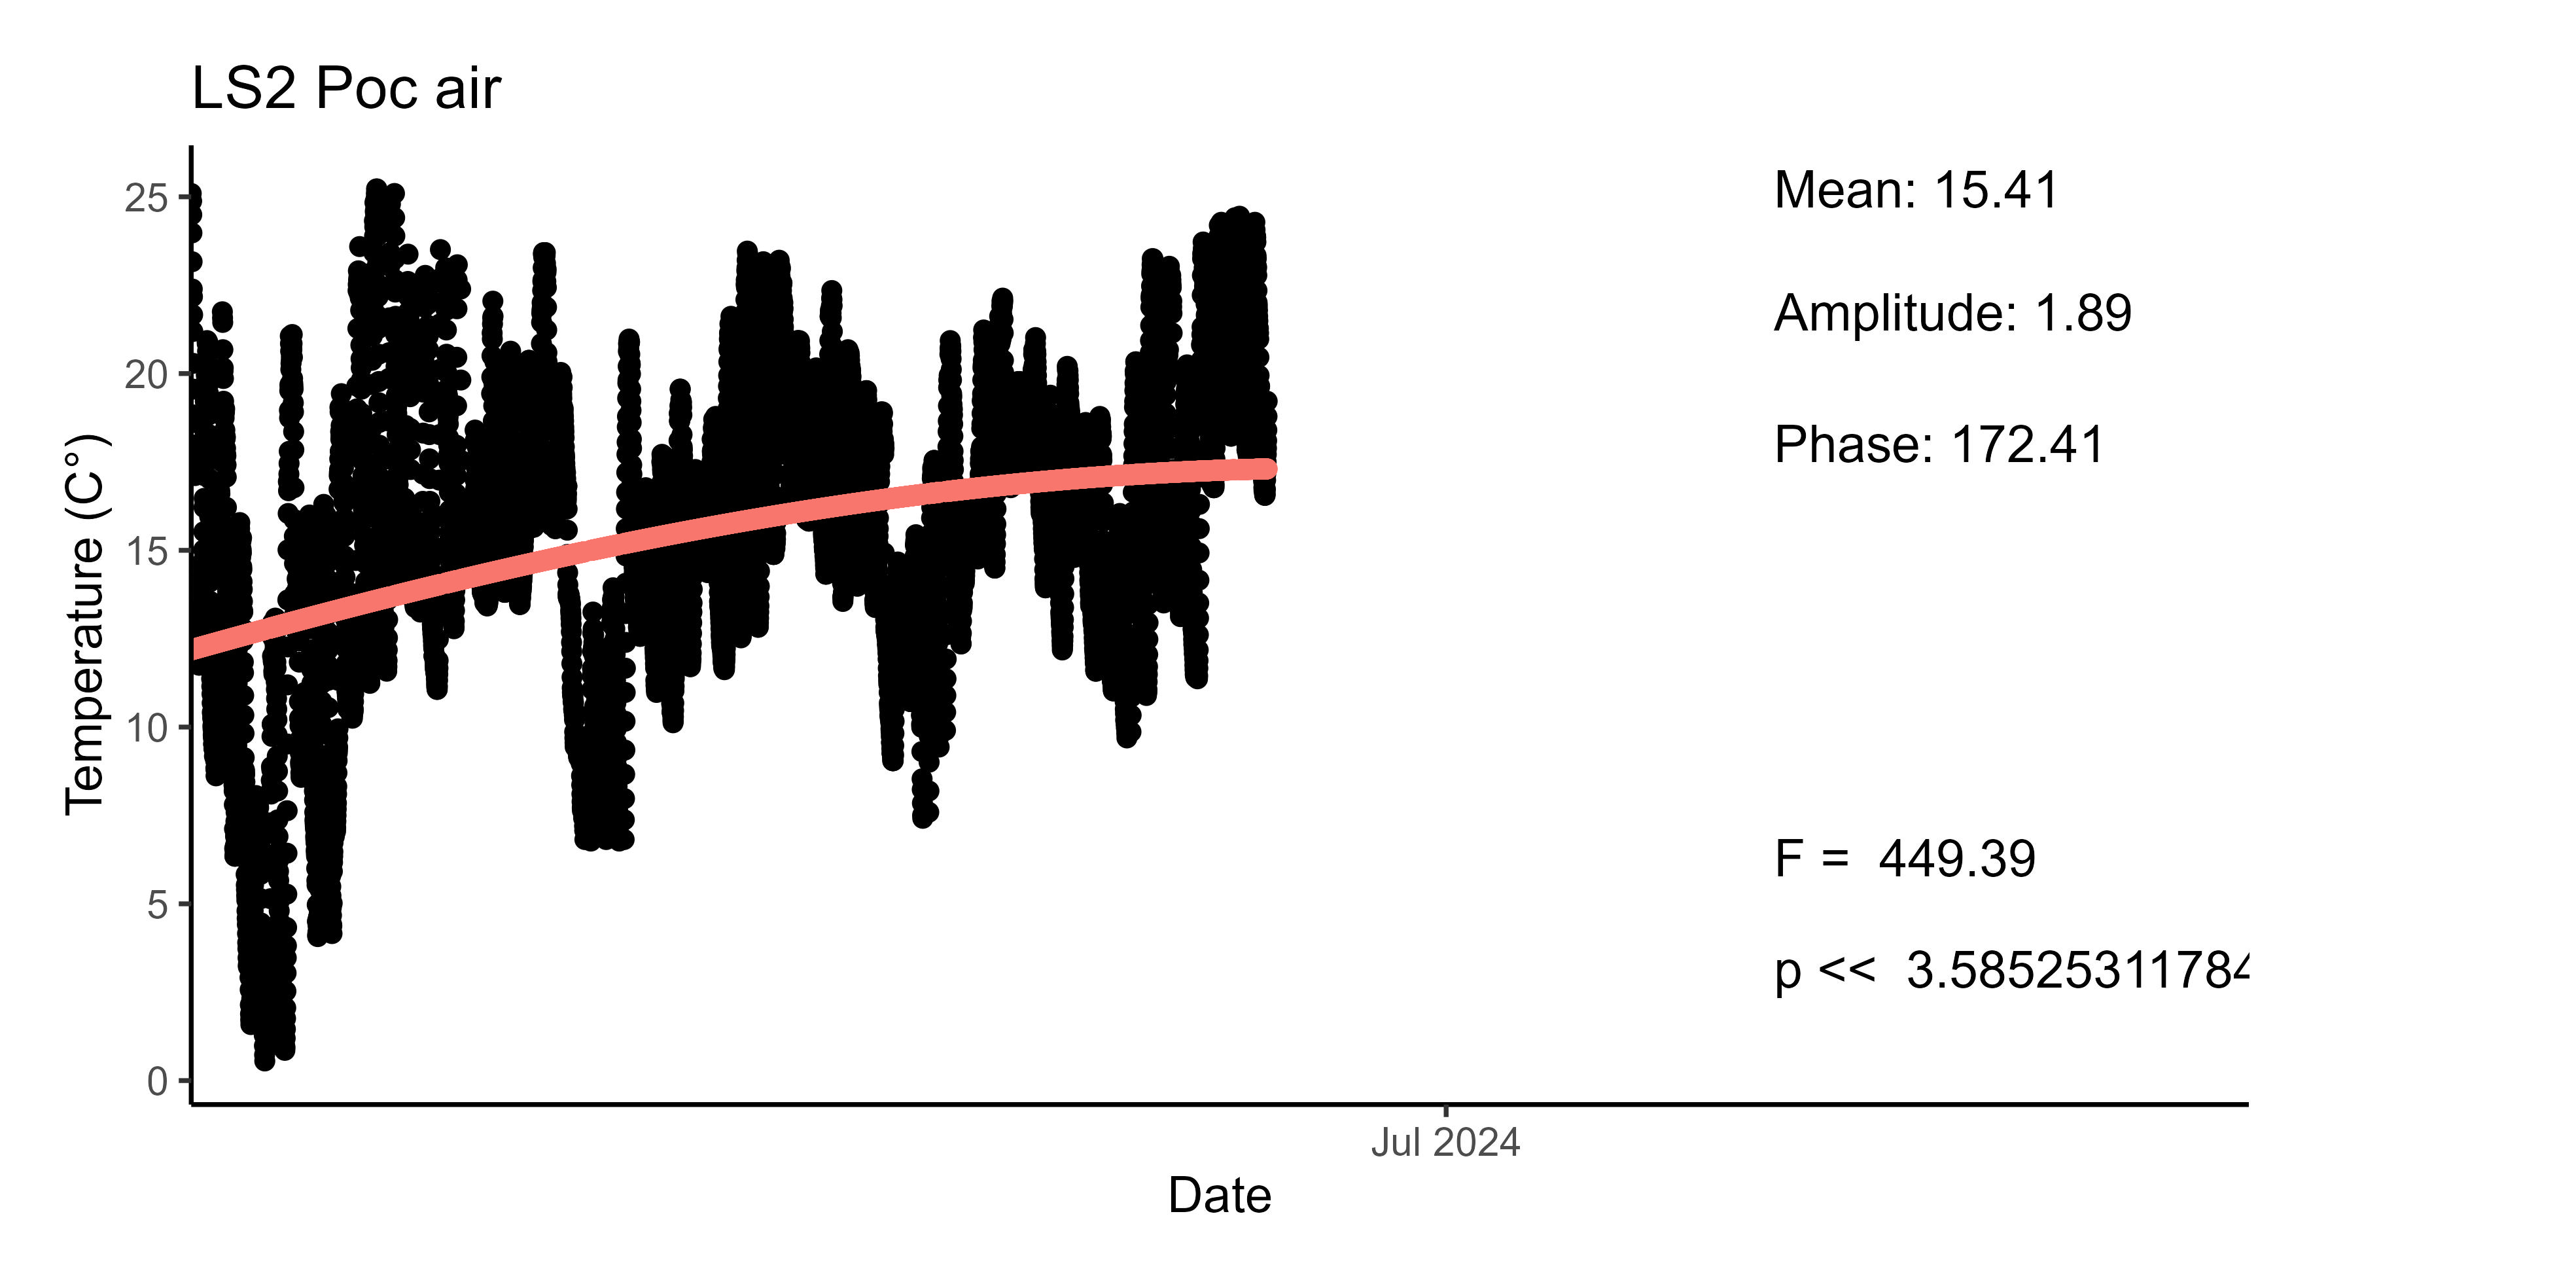 LS2 Poc air
Temperature (C°)
25
20
15
10
5
0
Mean: 15.41
Amplitude: 1.89
Phase: 172.41
F =  449.39
p <<  3.58525311784
Jul 2024
Date